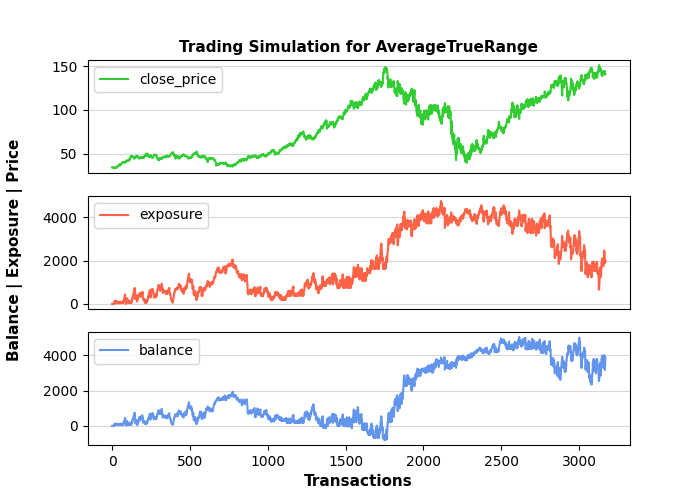 Trading Simulation for AverageTrueRange
Balance | Exposure | Price
150
100
50
close_price
4000
2000
0
exposure
4000
2000
0
balance
0
500
1000
1500
2000
2500
3000
Transactions